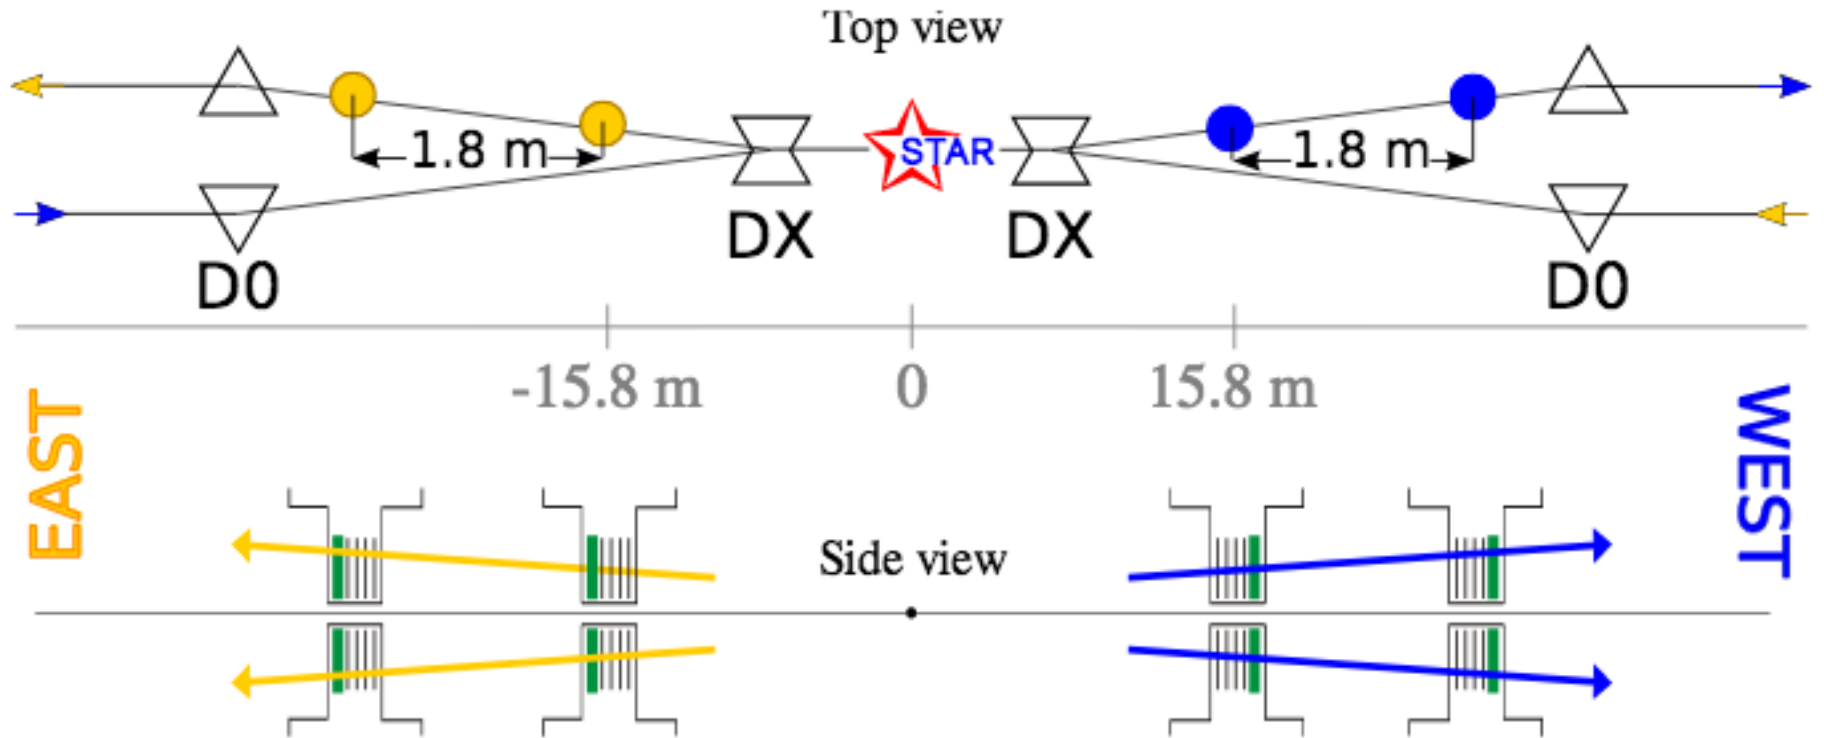 Top view
1.8 m
STAR
1.8 m
DX
DX
D0
D0
-15.8 m
0
15.8 m
EAST
WEST
Side view